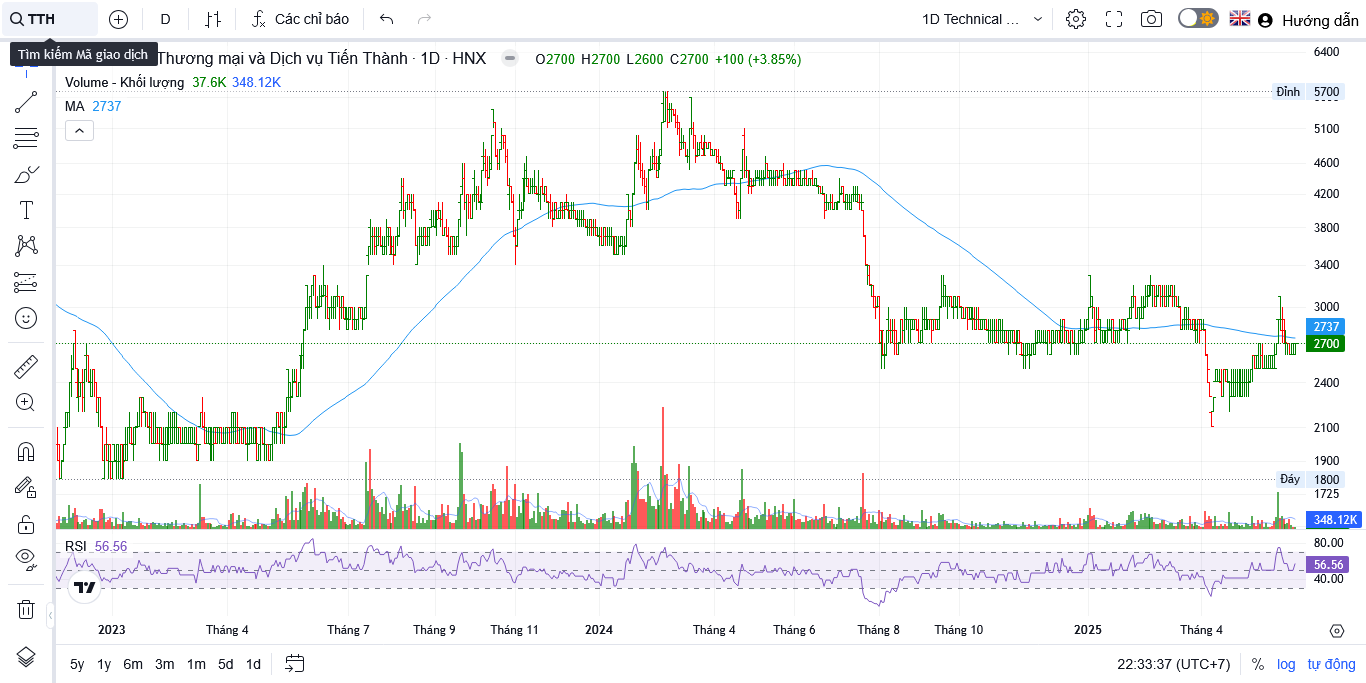 TTH
D
Các chỉ báo
1D Technical ...
Hướng dẫn
Tìm kiếm Mã giao dịch
Thương mại và Dịch vụ Tiến Thành · 1D · HNX
O2700 H2700 L2600 C2700 +100 (+3.85%)
Volume - Khối lượng 37.6K 348.12K
MA 2737
6400
Đỉnh 5700
5100
4600
4200
3800
3400
3000
2737
2700
2400
2100
1900
Đáy 1800
1725
348.12K
RSI 56.56
80.00
56.56
40.00
2023 Tháng 4 Tháng 7 Tháng 9 Tháng 11 2024 Tháng 4 Tháng 6 Tháng 8 Tháng 10 2025 Tháng 4
5y 1y 6m 3m 1m 5d 1d
22:33:37 (UTC+7) % log tự động